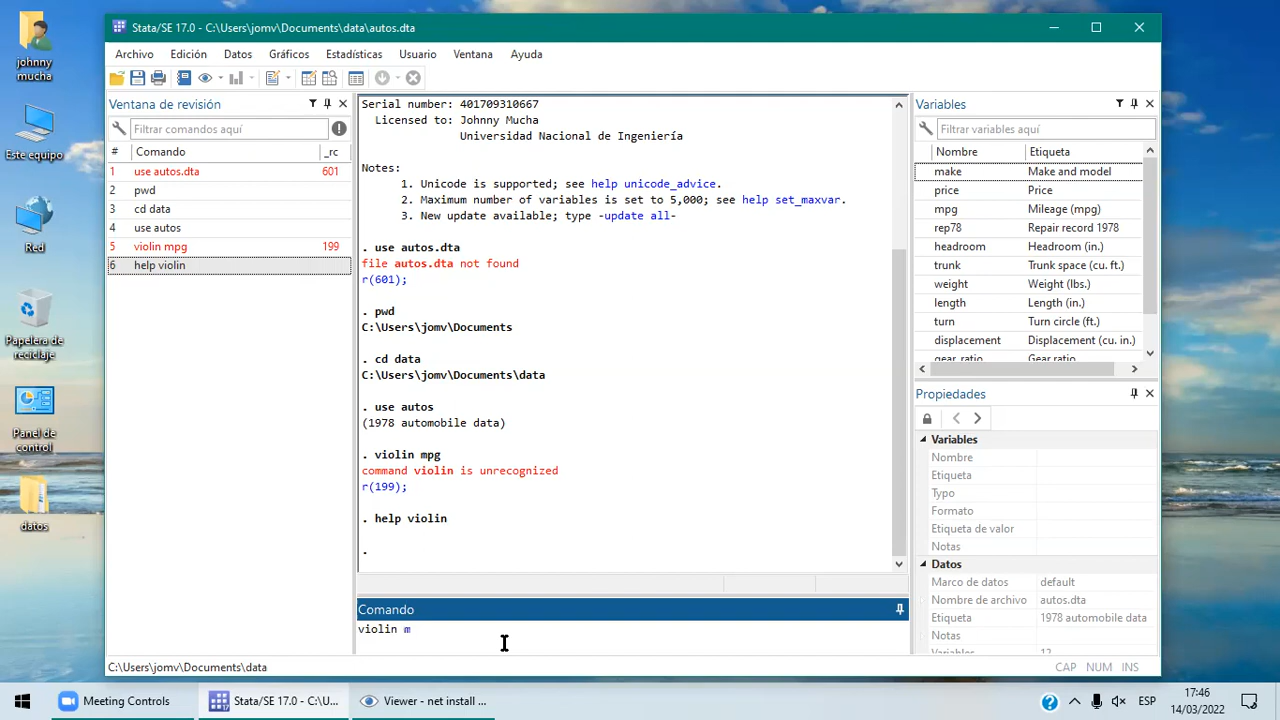 johnny
mucha
Este equipo
Red
Papelera de
reciclaje
Panel de
control
datos
Stata/SE 17.0 - C:\Users\jomv\Documents\data\autos.dta
Archivo Edición Datos Gráficos Estadísticas Usuario Ventana Ayuda
Ventana de revisión
Filtrar comandos aquí
# Comando _rc
1 use autos.dta 601
2 pwd
3 cd data
4 use autos
5 violin mpg 199
6 help violin
Serial number: 401709310667
Licensed to: Johnny Mucha
Universidad Nacional de Ingeniería
Notes:
1. Unicode is supported; see help unicode_advice.
2. Maximum number of variables is set to 5,000; see help set_maxvar.
3. New update available; type -update all-
. use autos.dta
file autos.dta not found
r(601);
. pwd
C:\Users\jomv\Documents
. cd data
C:\Users\jomv\Documents\data
. use autos
(1978 automobile data)
. violin mpg
command violin is unrecognized
r(199);
. help violin
.
Comando
violin m
Variables
Filtrar variables aquí
Nombre Etiqueta
make Make and model
price Price
mpg Mileage (mpg)
rep78 Repair record 1978
headroom Headroom (in.)
trunk Trunk space (cu. ft.)
weight Weight (lbs.)
length Length (in.)
turn Turn circle (ft.)
displacement Displacement (cu. in.)
gear_ratio Gear ratio
Propiedades
Variables
Nombre
Etiqueta
Typo
Formato
Etiqueta de valor
Notas
Datos
Marco de datos default
Nombre de archivo autos.dta
Etiqueta 1978 automobile data
Notas
Variables 12
C:\Users\jomv\Documents\data
CAP NUM INS
Meeting Controls
Stata/SE 17.0 - C:\U...
Viewer - net install ...
ESP
17:46
14/03/2022